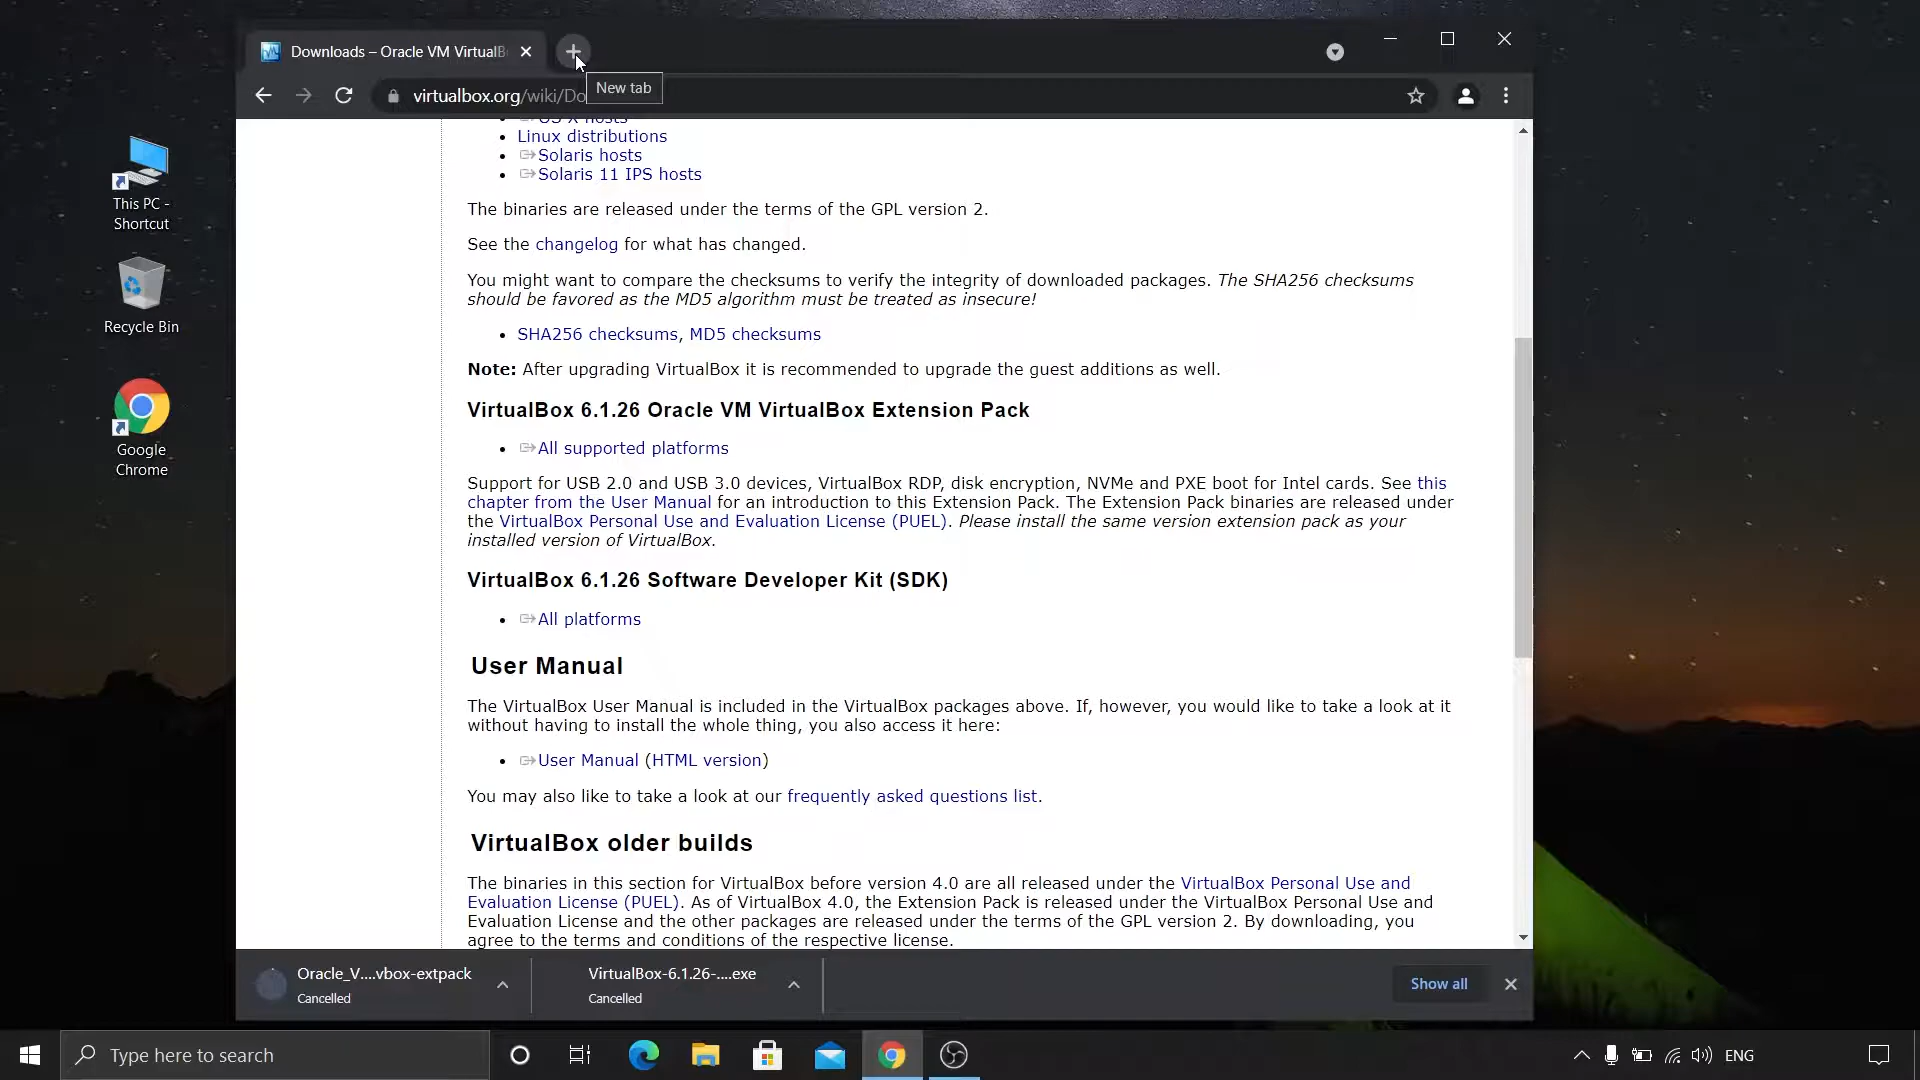 Downloads – Oracle VM VirtualB
New tab
virtualbox.org/wiki/Do
This PC -
Shortcut
Recycle Bin
Google
Chrome
OS X hosts
Linux distributions
Solaris hosts
Solaris 11 IPS hosts
The binaries are released under the terms of the GPL version 2.
See the changelog for what has changed.
You might want to compare the checksums to verify the integrity of downloaded packages. The SHA256 checksums
should be favored as the MD5 algorithm must be treated as insecure!
SHA256 checksums, MD5 checksums
Note: After upgrading VirtualBox it is recommended to upgrade the guest additions as well.
VirtualBox 6.1.26 Oracle VM VirtualBox Extension Pack
All supported platforms
Support for USB 2.0 and USB 3.0 devices, VirtualBox RDP, disk encryption, NVMe and PXE boot for Intel cards. See this
chapter from the User Manual for an introduction to this Extension Pack. The Extension Pack binaries are released under
the VirtualBox Personal Use and Evaluation License (PUEL). Please install the same version extension pack as your
installed version of VirtualBox.
VirtualBox 6.1.26 Software Developer Kit (SDK)
All platforms
User Manual
The VirtualBox User Manual is included in the VirtualBox packages above. If, however, you would like to take a look at it
without having to install the whole thing, you also access it here:
User Manual (HTML version)
You may also like to take a look at our frequently asked questions list.
VirtualBox older builds
The binaries in this section for VirtualBox before version 4.0 are all released under the VirtualBox Personal Use and
Evaluation License (PUEL). As of VirtualBox 4.0, the Extension Pack is released under the VirtualBox Personal Use and
Evaluation License and the other packages are released under the terms of the GPL version 2. By downloading, you
agree to the terms and conditions of the respective license.
Oracle_V....vbox-extpack
Cancelled
VirtualBox-6.1.26-....exe
Cancelled
Show all
Type here to search
ENG